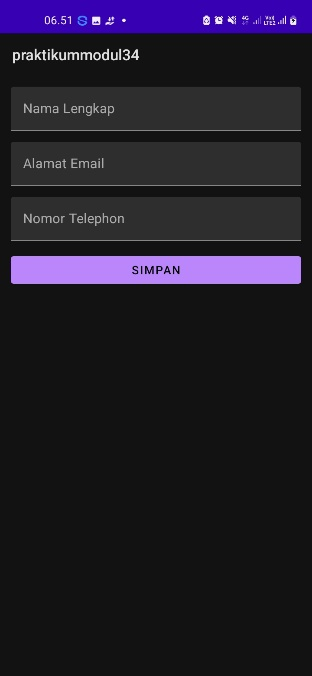 06.51
praktikummodul34
Nama Lengkap
Alamat Email
Nomor Telephon
SIMPAN